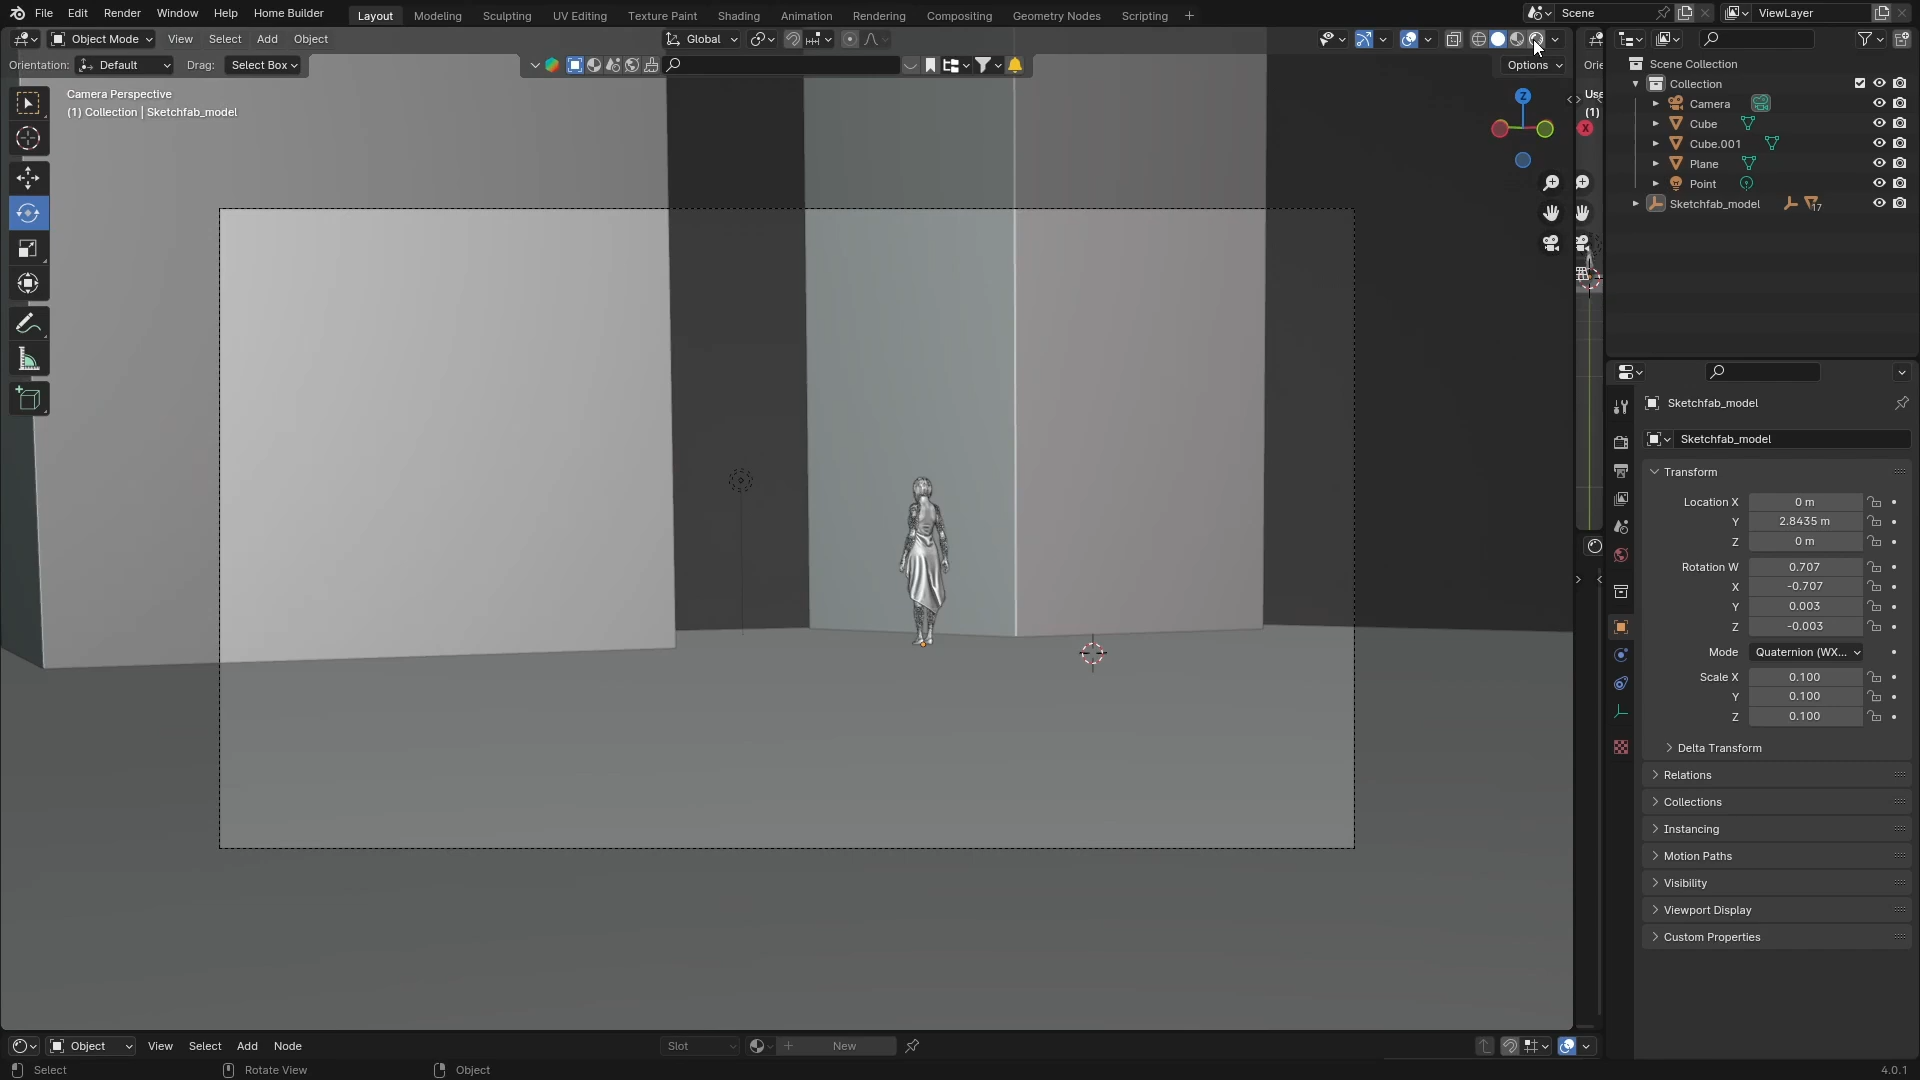 File Edit Render Window Help Home Builder Layout Modeling Sculpting UV Editing Texture Paint Shading Animation Rendering Compositing Geometry Nodes Scripting + Scene ViewLayer
Object Mode View Select Add Object Global
Orientation: Default Drag: Select Box Options Orie
Camera Perspective
(1) Collection | Sketchfab_model
Z
Use
(1)
X
Scene Collection
Collection
Camera
Cube
Cube.001
Plane
Point
Sketchfab_model 17
Sketchfab_model
Sketchfab_model
Transform
Location X 0 m
Y 2.8435 m
Z 0 m
Rotation W 0.707
X -0.707
Y 0.003
Z -0.003
Mode Quaternion (WX...
Scale X 0.100
Y 0.100
Z 0.100
Delta Transform
Relations
Collections
Instancing
Motion Paths
Visibility
Viewport Display
Custom Properties
Object View Select Add Node Slot + New
Select Rotate View Object 4.0.1